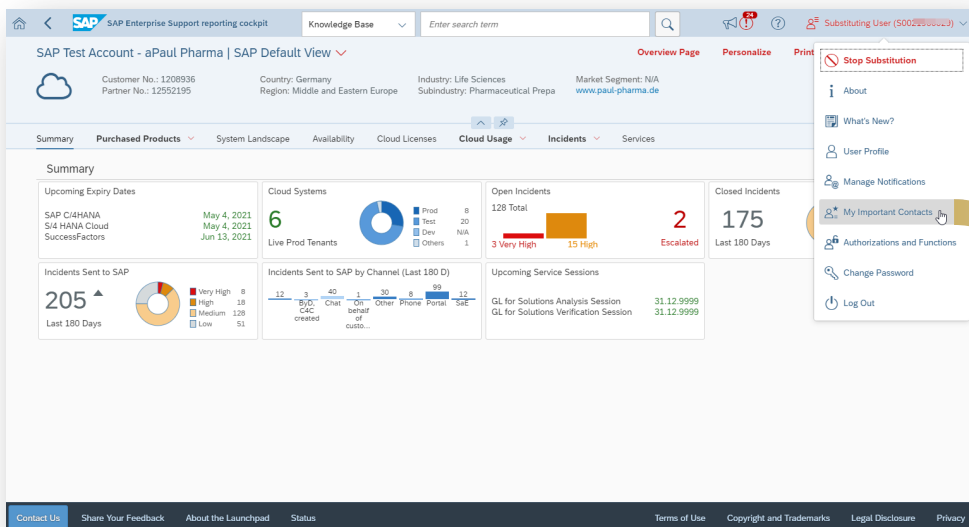 SAP SAP Enterprise Support reporting cockpit
Knowledge Base
Enter search term
24
Substituting User
SAP Test Account - aPaul Pharma | SAP Default View
Overview Page Personalize Print
Customer No.: 1208936
Partner No.: 12552195
Country: Germany
Region: Middle and Eastern Europe
Industry: Life Sciences
Subindustry: Pharmaceutical Prepa
Market Segment: N/A
www.paul-pharma.de
Stop Substitution
About
What's New?
User Profile
Manage Notifications
My Important Contacts
Authorizations and Functions
Change Password
Log Out
Summary Purchased Products System Landscape Availability Cloud Licenses Cloud Usage Incidents Services
Summary
Upcoming Expiry Dates
SAP C/4HANA May 4, 2021
S/4 HANA Cloud May 4, 2021
SuccessFactors Jun 13, 2021
Cloud Systems
6
Live Prod Tenants
Prod 8
Test 20
Dev N/A
Others 1
Open Incidents
128 Total
3 Very High
15 High
2
Escalated
Closed Incidents
175
Last 180 Days
Incidents Sent to SAP
205
Last 180 Days
Very High 8
High 18
Medium 128
Low 51
Incidents Sent to SAP by Channel (Last 180 D)
12
3 ByD, C4C created
40 Chat
1 On behalf of custo...
30 Other
8 Phone
99 Portal
12 SaE
Upcoming Service Sessions
GL for Solutions Analysis Session 31.12.9999
GL for Solutions Verification Session 31.12.9999
Contact Us Share Your Feedback About the Launchpad Status Terms of Use Copyright and Trademarks Legal Disclosure Privacy